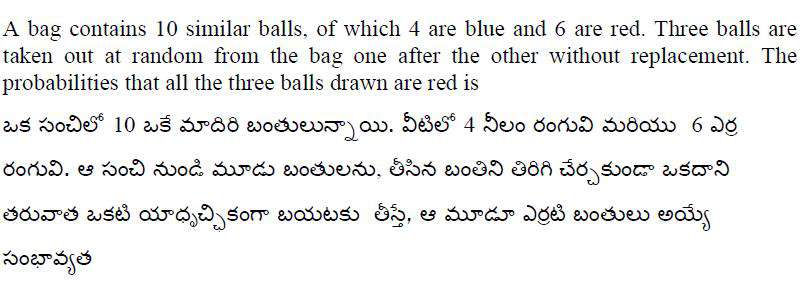 A bag contains 10 similar balls, of which 4 are blue and 6 are red. Three balls are
taken out at random from the bag one after the other without replacement. The
probabilities that all the three balls drawn are red is
ఒక సంచిలో 10 ఒకే మాదిరి బంతులున్నాయి. వీటిలో 4 నీలం రంగువి మరియు 6 ఎర్ర
రంగువి. ఆ సంచి నుండి మూడు బంతులను, తీసిన బంతిని తిరిగి చేర్చకుండా ఒకదాని
తరువాత ఒకటి యాధృచ్ఛికంగా బయటకు తీస్తే, ఆ మూడూ ఎర్రటి బంతులు అయ్యే
సంభావ్యత